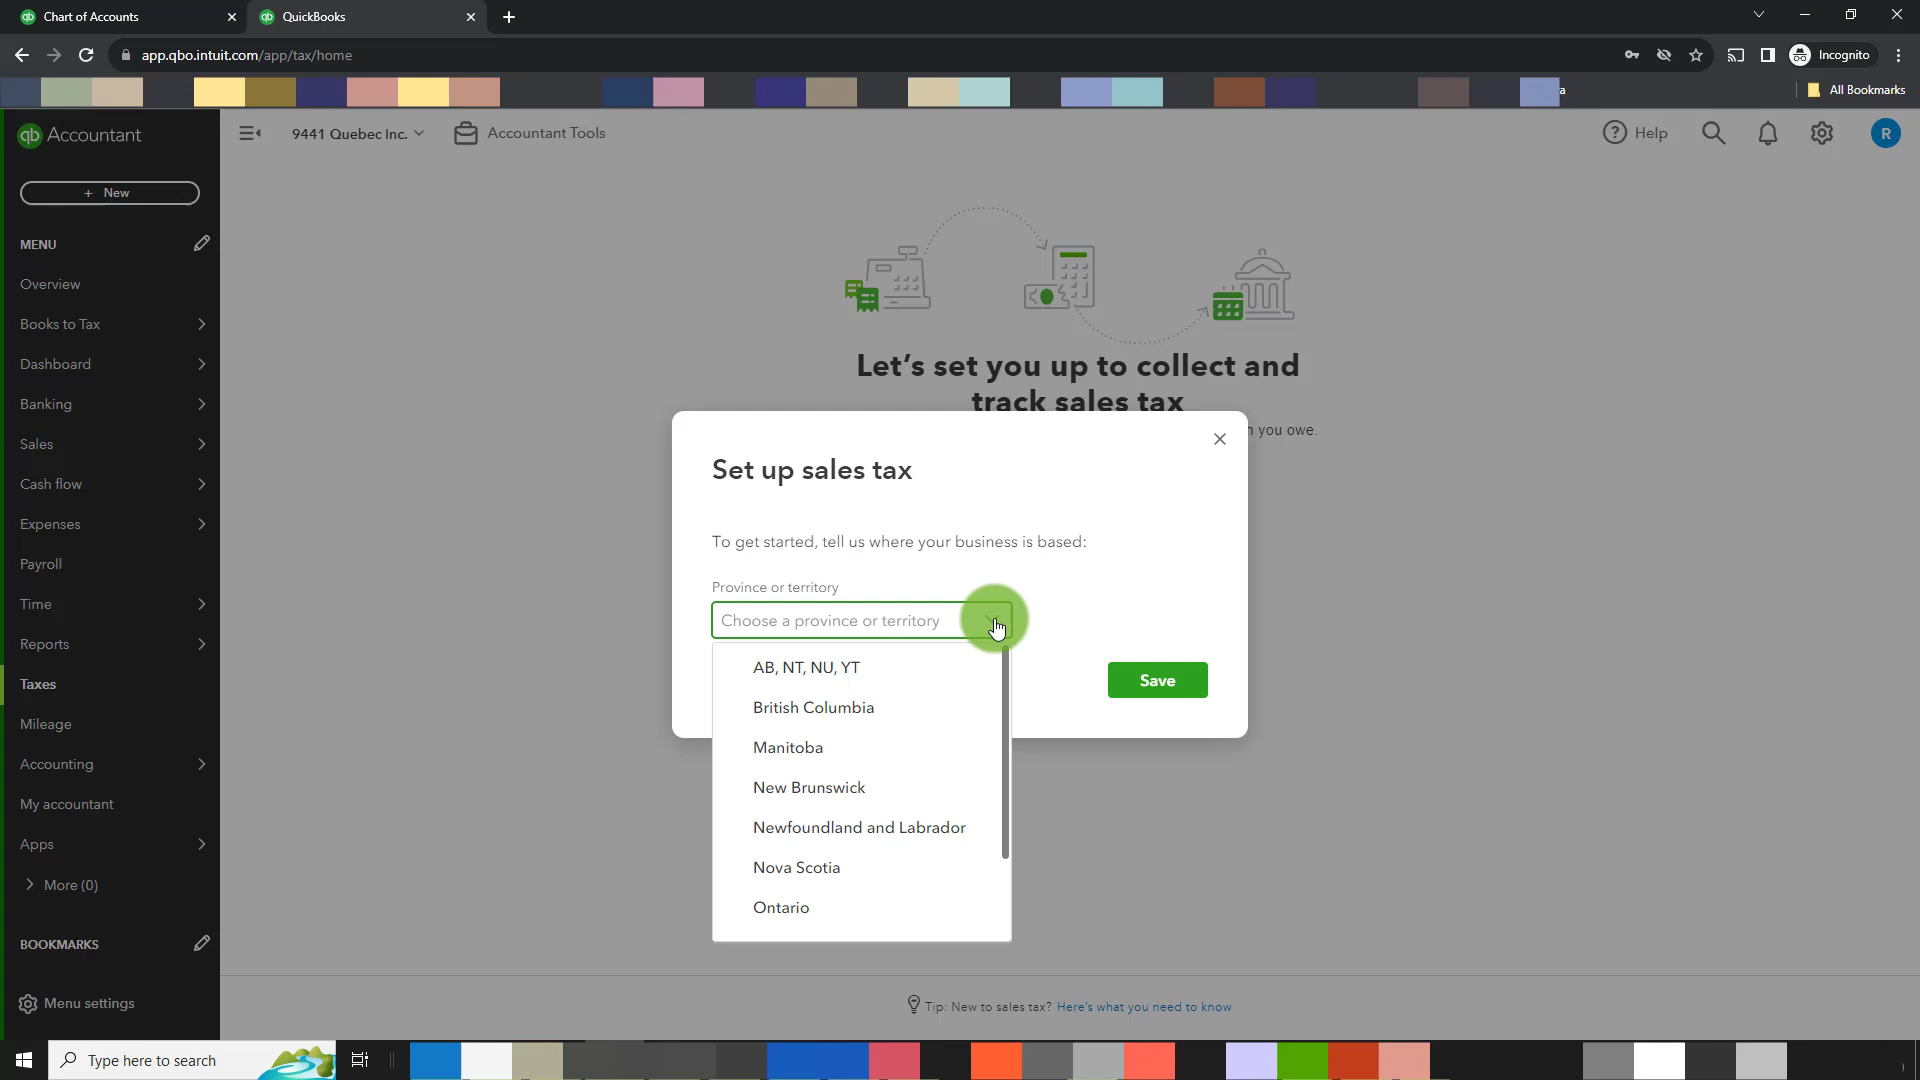 Chart of Accounts
QuickBooks
app.qbo.intuit.com/app/tax/home
Incognito
a
All Bookmarks
qb Accountant
9441 Quebec Inc.
Accountant Tools
Help
R
+ New
MENU
Overview
Books to Tax
Dashboard
Banking
Sales
Cash flow
Expenses
Payroll
Time
Reports
Taxes
Mileage
Accounting
My accountant
Apps
More (0)
BOOKMARKS
Menu settings
Let's set you up to collect and
track sales tax
you owe.
Set up sales tax
To get started, tell us where your business is based:
Province or territory
Choose a province or territory
AB, NT, NU, YT
British Columbia
Manitoba
New Brunswick
Newfoundland and Labrador
Nova Scotia
Ontario
Save
Tip: New to sales tax? Here's what you need to know
Type here to search